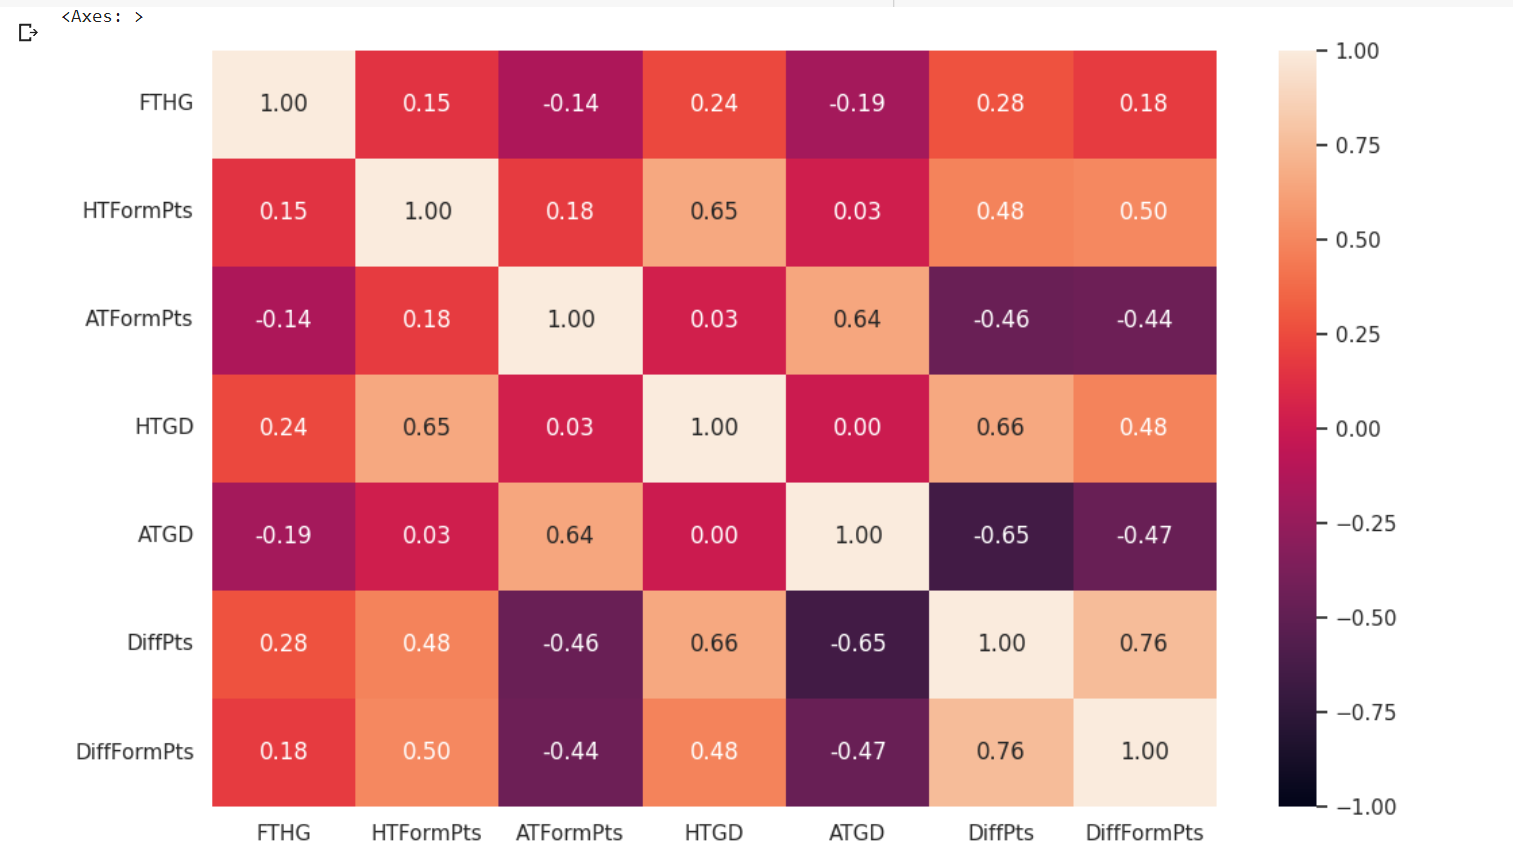 <Axes: >
1.00
FTHG 1.00 0.15 -0.14 0.24 -0.19 0.28 0.18
0.75
HTFormPts 0.15 1.00 0.18 0.65 0.03 0.48 0.50
0.50
ATFormPts -0.14 0.18 1.00 0.03 0.64 -0.46 -0.44
0.25
HTGD 0.24 0.65 0.03 1.00 0.00 0.66 0.48
0.00
−0.25
ATGD -0.19 0.03 0.64 0.00 1.00 -0.65 -0.47
−0.50
DiffPts 0.28 0.48 -0.46 0.66 -0.65 1.00 0.76
−0.75
DiffFormPts 0.18 0.50 -0.44 0.48 -0.47 0.76 1.00
−1.00
FTHG HTFormPts ATFormPts HTGD ATGD DiffPts DiffFormPts